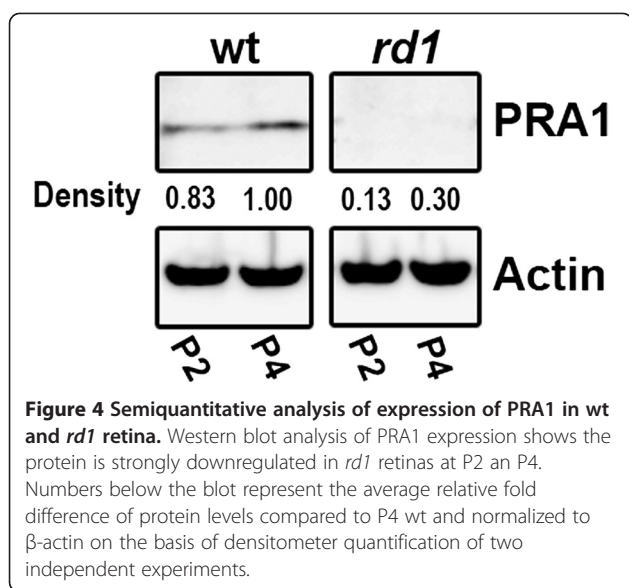 wt rd1
PRA1
Density 0.83 1.00 0.13 0.30
Actin
P2 P4 P2 P4
Figure 4 Semiquantitative analysis of expression of PRA1 in wt
and rd1 retina. Western blot analysis of PRA1 expression shows the
protein is strongly downregulated in rd1 retinas at P2 an P4.
Numbers below the blot represent the average relative fold
difference of protein levels compared to P4 wt and normalized to
β-actin on the basis of densitometer quantification of two
independent experiments.